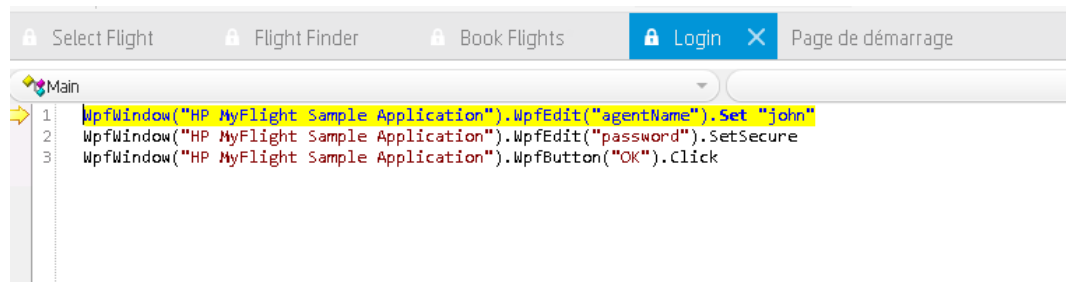 Select Flight Flight Finder Book Flights Login Page de démarrage
Main
1 WpfWindow("HP MyFlight Sample Application").WpfEdit("agentName").Set "john"
2 WpfWindow("HP MyFlight Sample Application").WpfEdit("password").SetSecure
3 WpfWindow("HP MyFlight Sample Application").WpfButton("OK").Click